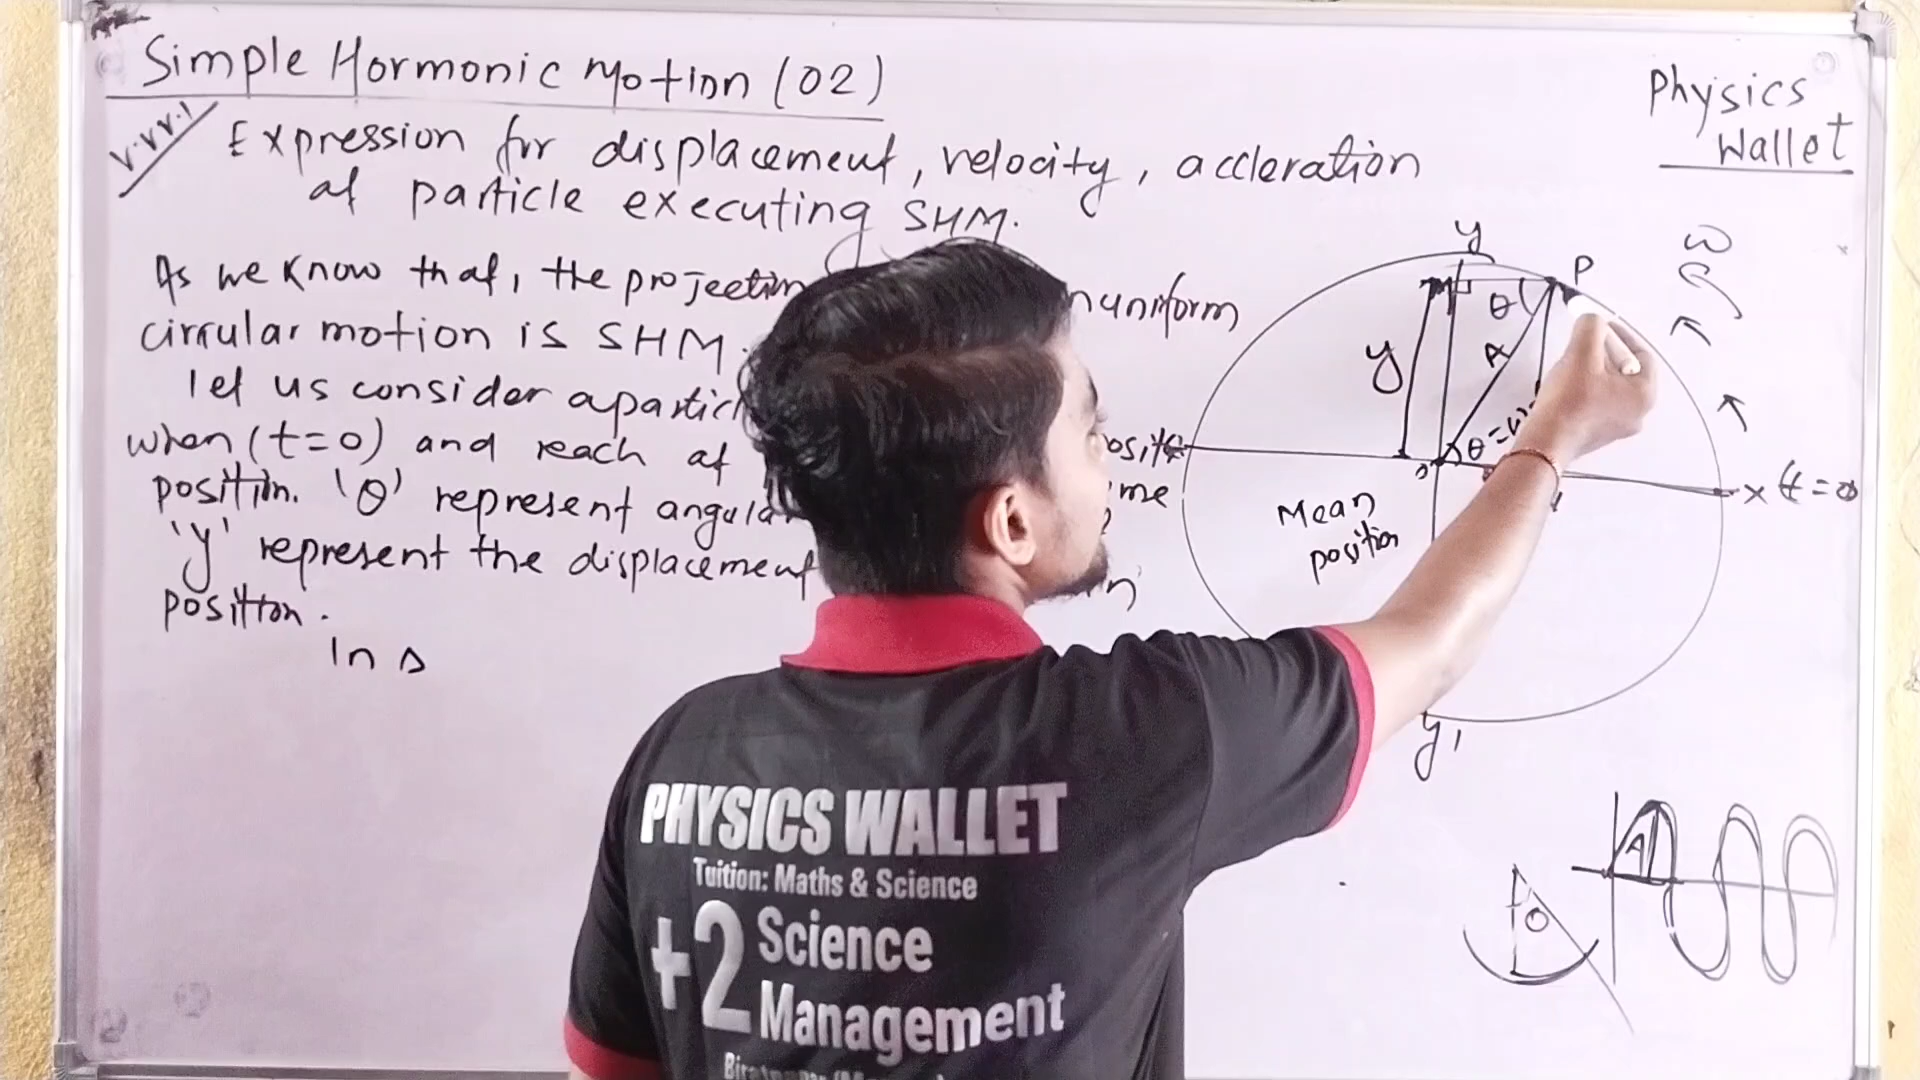 Simple Hormonic Motion (02)
V.V.V.I
Expression for displacement, velocity, accleration
of particle executing SHM.
As we know that, the projection uniform
circular motion is SHM.
let us consider a
when (t=0) and reach at
position. 'θ' represent
'y' represent the displacement
position.
In Δ
Physics
Wallet
ω
y
P
θ
y
A
θ =
x (t=0
Mean
position
y'
A
θ
PHYSICS WALLET
Tuition: Maths & Science
+2 Science
Management